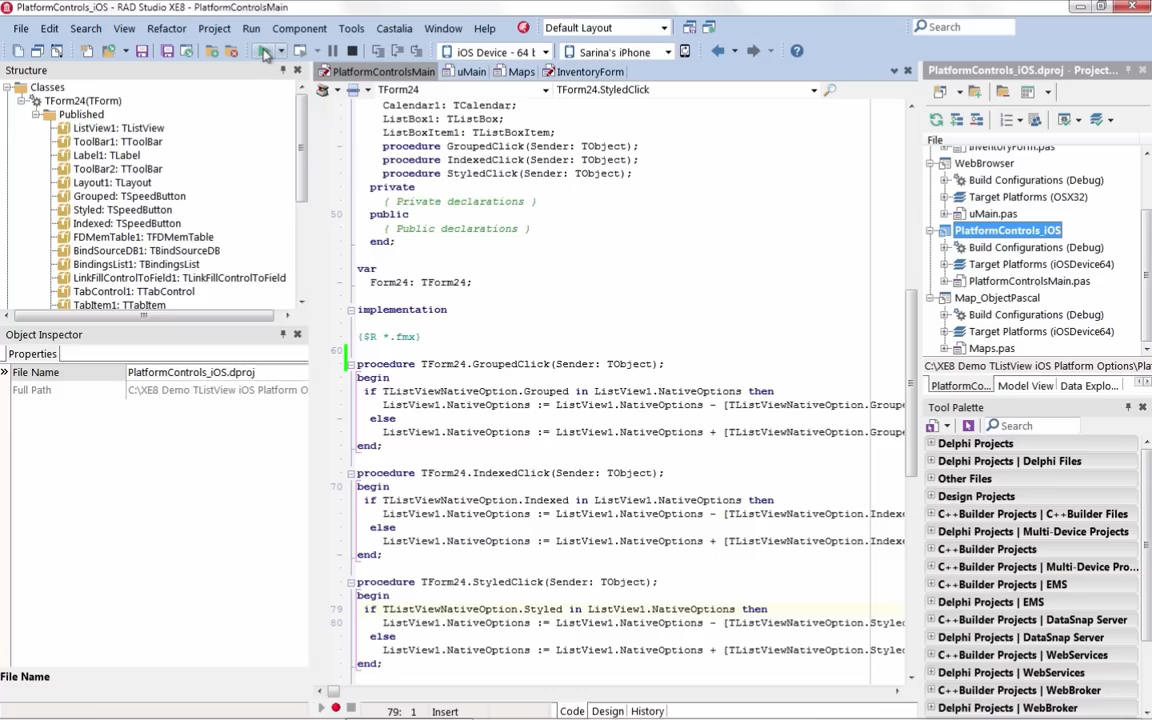 PlatformControls_iOS - RAD Studio XE8 - PlatformControlsMain
File Edit Search View Refactor Project Run Component Tools Castalia Window Help Default Layout Search
iOS Device - 64 b Sarina's iPhone
Structure
Classes
TForm24(TForm)
Published
ListView1: TListView
ToolBar1: TToolBar
Label1: TLabel
ToolBar2: TToolBar
Layout1: TLayout
Grouped: TSpeedButton
Styled: TSpeedButton
Indexed: TSpeedButton
FDMemTable1: TFDMemTable
BindSourceDB1: TBindSourceDB
BindingsList1: TBindingsList
LinkFillControlToField1: TLinkFillControlToField
TabControl1: TTabControl
TabItem1: TTabItem
Object Inspector
Properties
File Name PlatformControls_iOS.dproj
Full Path C:\XE8 Demo TListView iOS Platform O
File Name
PlatformControlsMain uMain Maps InventoryForm
TForm24 TForm24.StyledClick
Calendar1: TCalendar;
ListBox1: TListBox;
ListBoxItem1: TListBoxItem;
procedure GroupedClick(Sender: TObject);
procedure IndexedClick(Sender: TObject);
procedure StyledClick(Sender: TObject);
private
{ Private declarations }
50 public
{ Public declarations }
end;
var
Form24: TForm24;
implementation
{$R *.fmx}
60
procedure TForm24.GroupedClick(Sender: TObject);
begin
if TListViewNativeOption.Grouped in ListView1.NativeOptions then
ListView1.NativeOptions := ListView1.NativeOptions - [TListViewNativeOption.Groupe
else
ListView1.NativeOptions := ListView1.NativeOptions + [TListViewNativeOption.Groupe
end;
procedure TForm24.IndexedClick(Sender: TObject);
70 begin
if TListViewNativeOption.Indexed in ListView1.NativeOptions then
ListView1.NativeOptions := ListView1.NativeOptions - [TListViewNativeOption.Indexe
else
ListView1.NativeOptions := ListView1.NativeOptions + [TListViewNativeOption.Indexe
end;
procedure TForm24.StyledClick(Sender: TObject);
begin
79 if TListViewNativeOption.Styled in ListView1.NativeOptions then
80 ListView1.NativeOptions := ListView1.NativeOptions - [TListViewNativeOption.Styled
else
ListView1.NativeOptions := ListView1.NativeOptions + [TListViewNativeOption.Styled
end;
79: 1 Insert Code Design History
PlatformControls_iOS.dproj - Project...
File
InventoryForm.pas
WebBrowser
Build Configurations (Debug)
Target Platforms (OSX32)
uMain.pas
PlatformControls_iOS
Build Configurations (Debug)
Target Platforms (iOSDevice64)
PlatformControlsMain.pas
Map_ObjectPascal
Build Configurations (Debug)
Target Platforms (iOSDevice64)
Maps.pas
C:\XE8 Demo TListView iOS Platform Options\Pla
PlatformCo... Model View Data Explo...
Tool Palette
Search
Delphi Projects
Delphi Projects | Delphi Files
Other Files
Design Projects
C++Builder Projects | C++Builder Files
Delphi Projects | Multi-Device Projects
C++Builder Projects
C++Builder Projects | Multi-Device Pro...
C++Builder Projects | EMS
Delphi Projects | EMS
C++Builder Projects | DataSnap Server
Delphi Projects | DataSnap Server
C++Builder Projects | WebServices
Delphi Projects | WebServices
C++Builder Projects | WebBroker
Delphi Projects | WebBroker